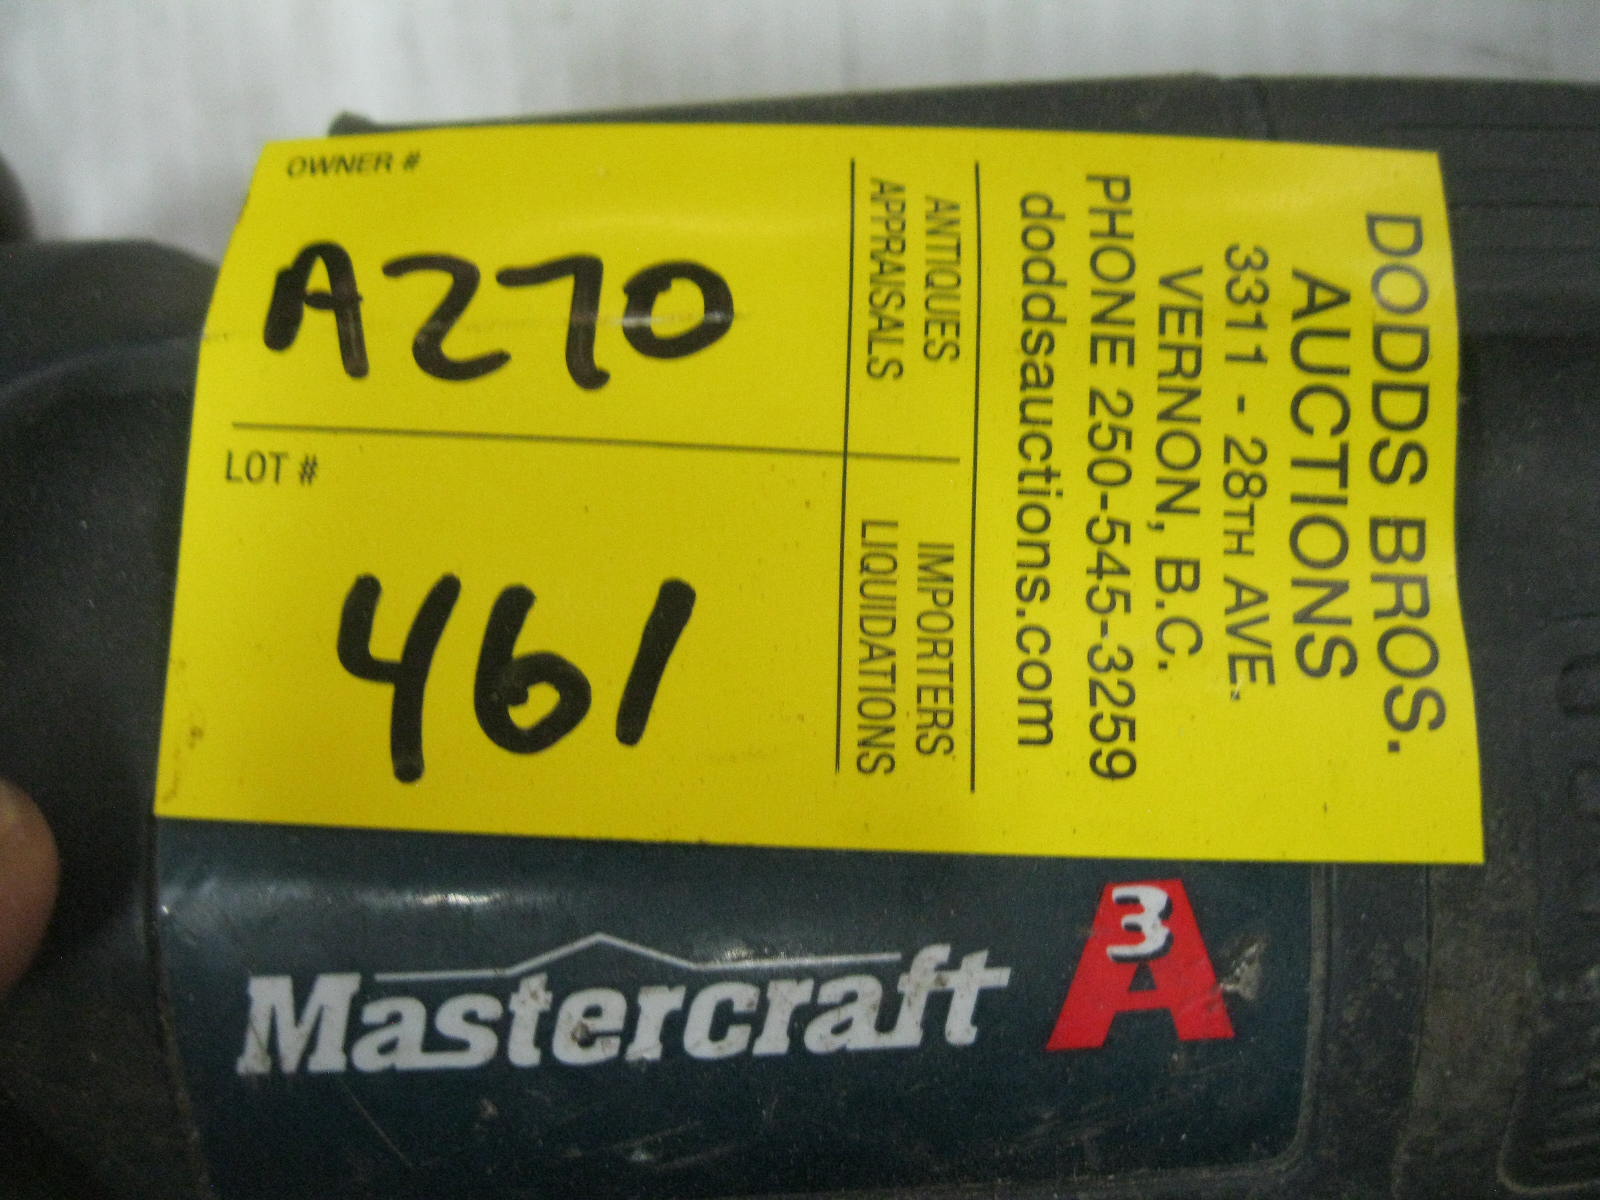 OWNER #
A270
LOT #
461
ANTIQUES
APPRAISALS
IMPORTERS
LIQUIDATIONS
DODDS BROS.
AUCTIONS
3311 - 28TH AVE.
VERNON, B.C.
PHONE 250-545-3259
doddsauctions.com
Mastercraft
3
A